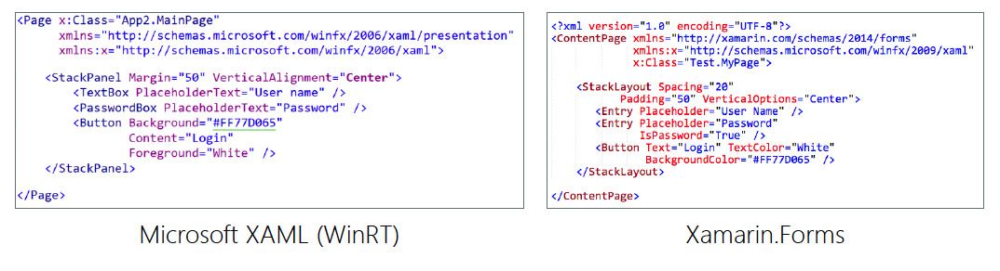 <Page x:Class="App2.MainPage"
      xmlns="http://schemas.microsoft.com/winfx/2006/xaml/presentation"
      xmlns:x="http://schemas.microsoft.com/winfx/2006/xaml">
    <StackPanel Margin="50" VerticalAlignment="Center">
        <TextBox PlaceholderText="User name" />
        <PasswordBox PlaceholderText="Password" />
        <Button Background="#FF77D065"
                Content="Login"
                Foreground="White" />
    </StackPanel>
</Page>
Microsoft XAML (WinRT)
<?xml version="1.0" encoding="UTF-8"?>
<ContentPage xmlns="http://xamarin.com/schemas/2014/forms"
             xmlns:x="http://schemas.microsoft.com/winfx/2009/xaml"
             x:Class="Test.MyPage">
    <StackLayout Spacing="20"
           Padding="50" VerticalOptions="Center">
       <Entry Placeholder="User Name" />
       <Entry Placeholder="Password"
              IsPassword="True" />
       <Button Text="Login" TextColor="White"
               BackgroundColor="#FF77D065" />
    </StackLayout>
</ContentPage>
Xamarin.Forms